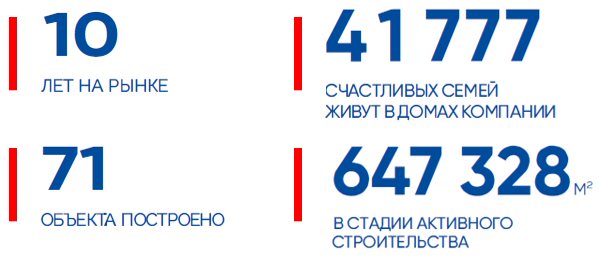 10
ЛЕТ НА РЫНКЕ
41 777
СЧАСТЛИВЫХ СЕМЕЙ
ЖИВУТ В ДОМАХ КОМПАНИИ
71
ОБЪЕКТА ПОСТРОЕНО
647 328 м²
В СТАДИИ АКТИВНОГО
СТРОИТЕЛЬСТВА